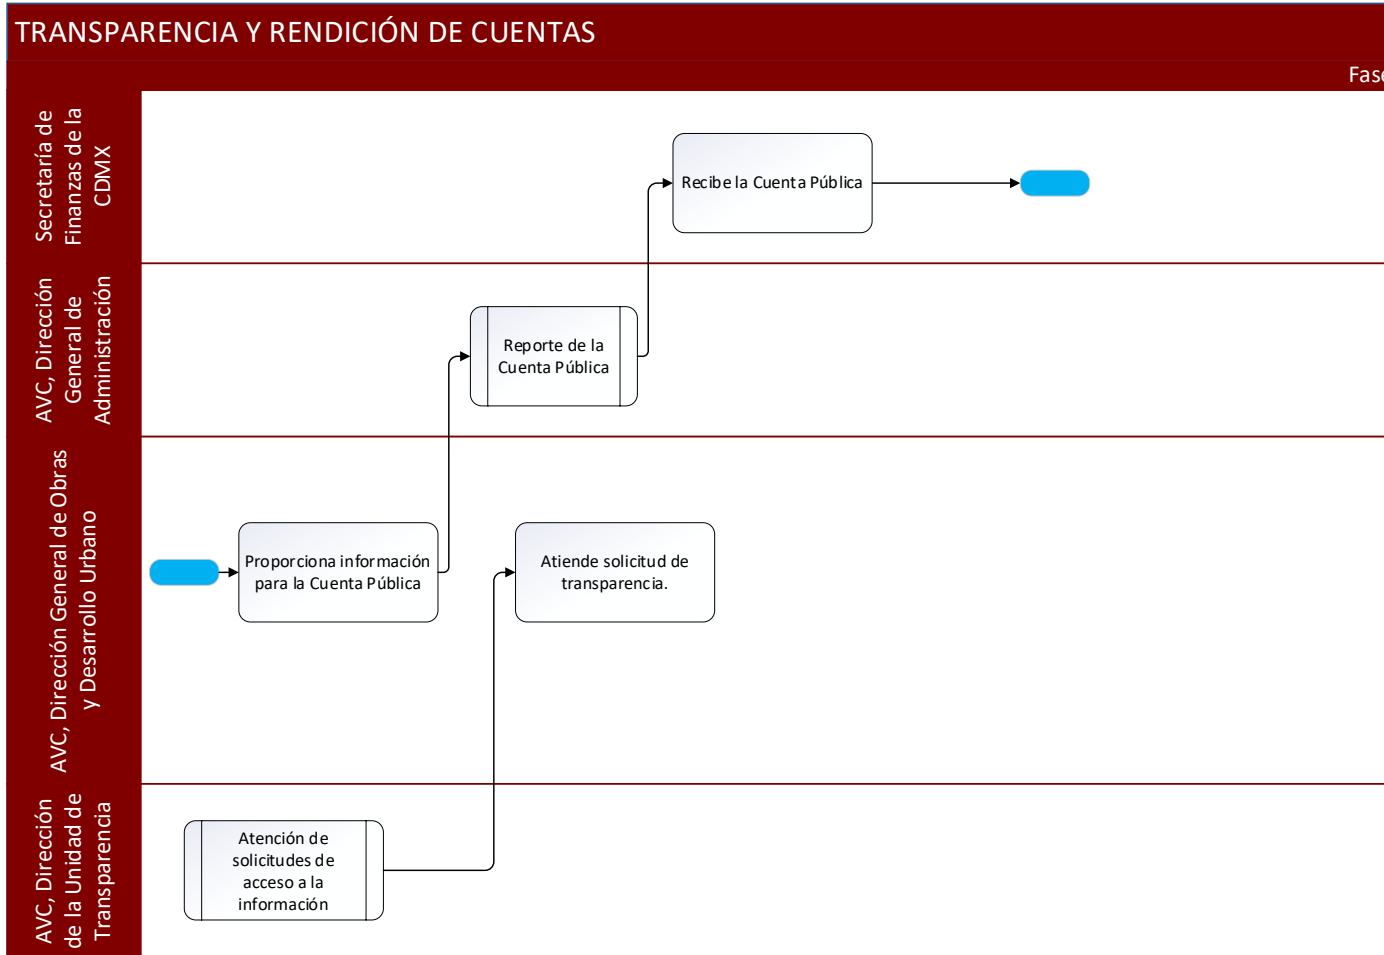 TRANSPARENCIA Y RENDICIÓN DE CUENTAS
Fase
Secretaría de
Finanzas de la
CDMX
Recibe la Cuenta Pública
AVC, Dirección
General de
Administración
Reporte de la
Cuenta Pública
AVC, Dirección General de Obras
y Desarrollo Urbano
Proporciona información
para la Cuenta Pública
Atiende solicitud de
transparencia.
AVC, Dirección
de la Unidad de
Transparencia
Atención de
solicitudes de
acceso a la
información